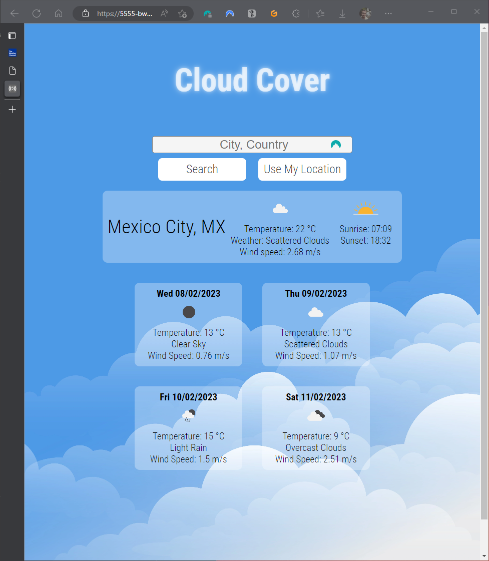 https://5555-bw...
Cloud Cover
City, Country
Search
Use My Location
Mexico City, MX
Temperature: 22 °C
Weather: Scattered Clouds
Wind speed: 2.68 m/s
Sunrise: 07:09
Sunset: 18:32
Wed 08/02/2023
Temperature: 13 °C
Clear Sky
Wind Speed: 0.76 m/s
Thu 09/02/2023
Temperature: 13 °C
Scattered Clouds
Wind Speed: 1.07 m/s
Fri 10/02/2023
Temperature: 15 °C
Light Rain
Wind Speed: 1.5 m/s
Sat 11/02/2023
Temperature: 9 °C
Overcast Clouds
Wind Speed: 2.51 m/s